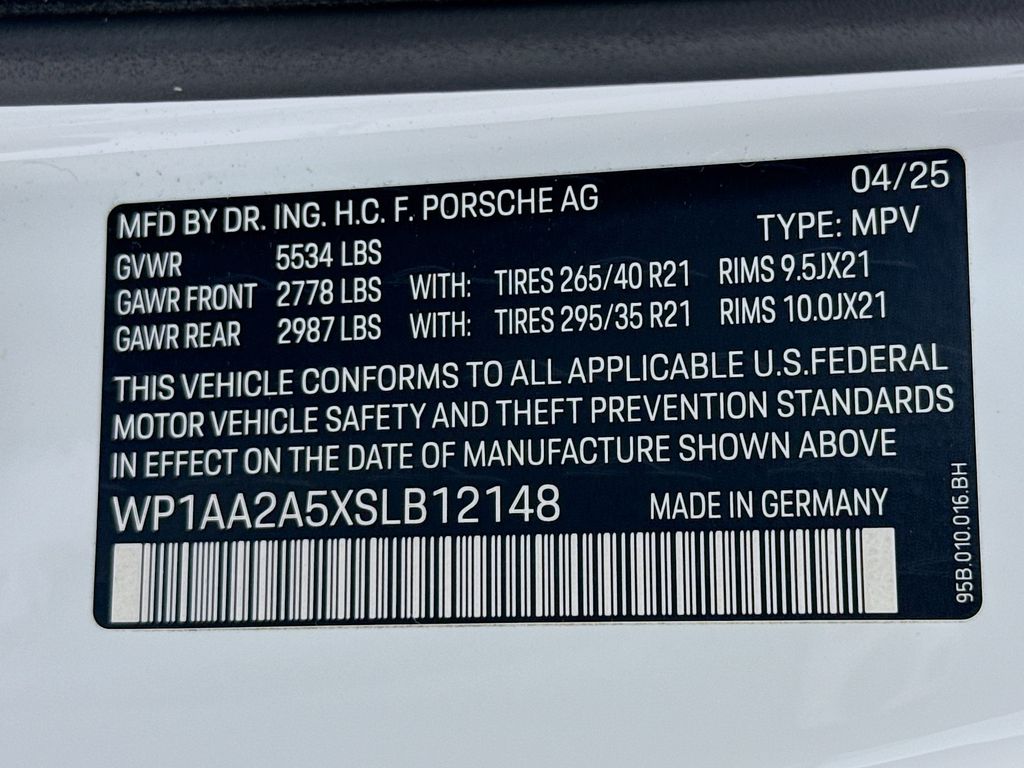 04/25
MFD BY DR. ING. H.C. F. PORSCHE AG
TYPE: MPV
GVWR 5534 LBS
GAWR FRONT 2778 LBS WITH: TIRES 265/40 R21 RIMS 9.5JX21
GAWR REAR 2987 LBS WITH: TIRES 295/35 R21 RIMS 10.0JX21
THIS VEHICLE CONFORMS TO ALL APPLICABLE U.S.FEDERAL
MOTOR VEHICLE SAFETY AND THEFT PREVENTION STANDARDS
IN EFFECT ON THE DATE OF MANUFACTURE SHOWN ABOVE
WP1AA2A5XSLB12148 MADE IN GERMANY
95B.010.016.BH